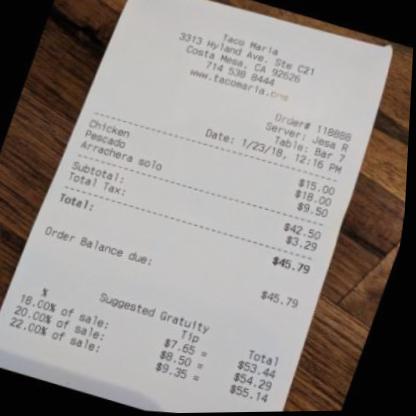 Taco Maria
3313 Hyland Ave. Ste C21
Costa Mesa, CA 92626
714 538 8444
www.tacomaria.com
Order# 118888
Server: Jesa R
Table: Bar 7
Date: 1/23/18, 12:16 PM
Chicken $15.00
Pescado $18.00
Arrachera solo $9.50
Subtotal: $42.50
Total Tax: $3.29
Total: $45.79
Order Balance due: $45.79
Suggested Gratuity
% Tip Total
18.00% of sale: $7.65 = $53.44
20.00% of sale: $8.50 = $54.29
22.00% of sale: $9.35 = $55.14